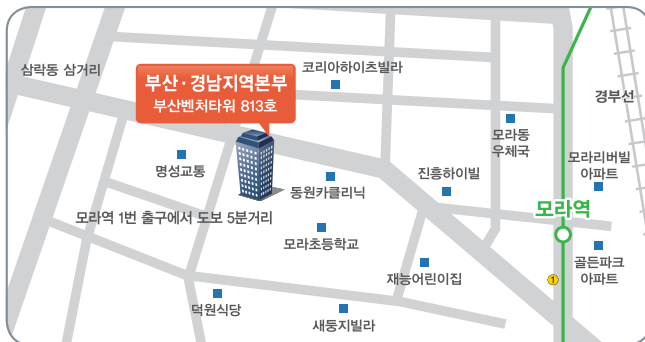 삼락동 삼거리
코리아하이츠빌라
부산·경남지역본부
부산벤처타워 813호
경부선
모라동
우체국
명성교통
동원카클리닉
진흥하이빌
모라리버빌
아파트
모라역
모라역 1번 출구에서 도보 5분거리
모라초등학교
재능어린이집
골든파크
아파트
1
덕원식당
새둥지빌라